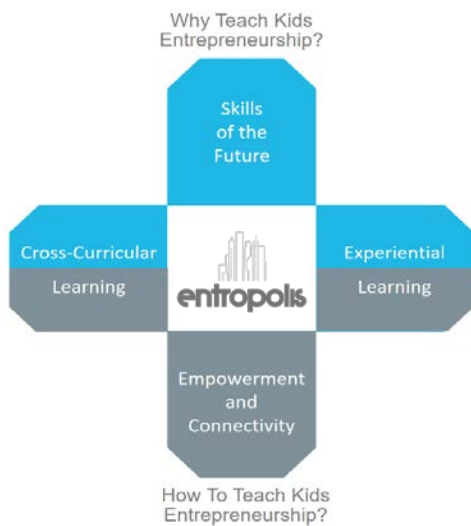 Why Teach Kids
Entrepreneurship?
Skills
of the
Future
Cross-Curricular
Learning
entropolis
Experiential
Learning
Empowerment
and
Connectivity
How To Teach Kids
Entrepreneurship?